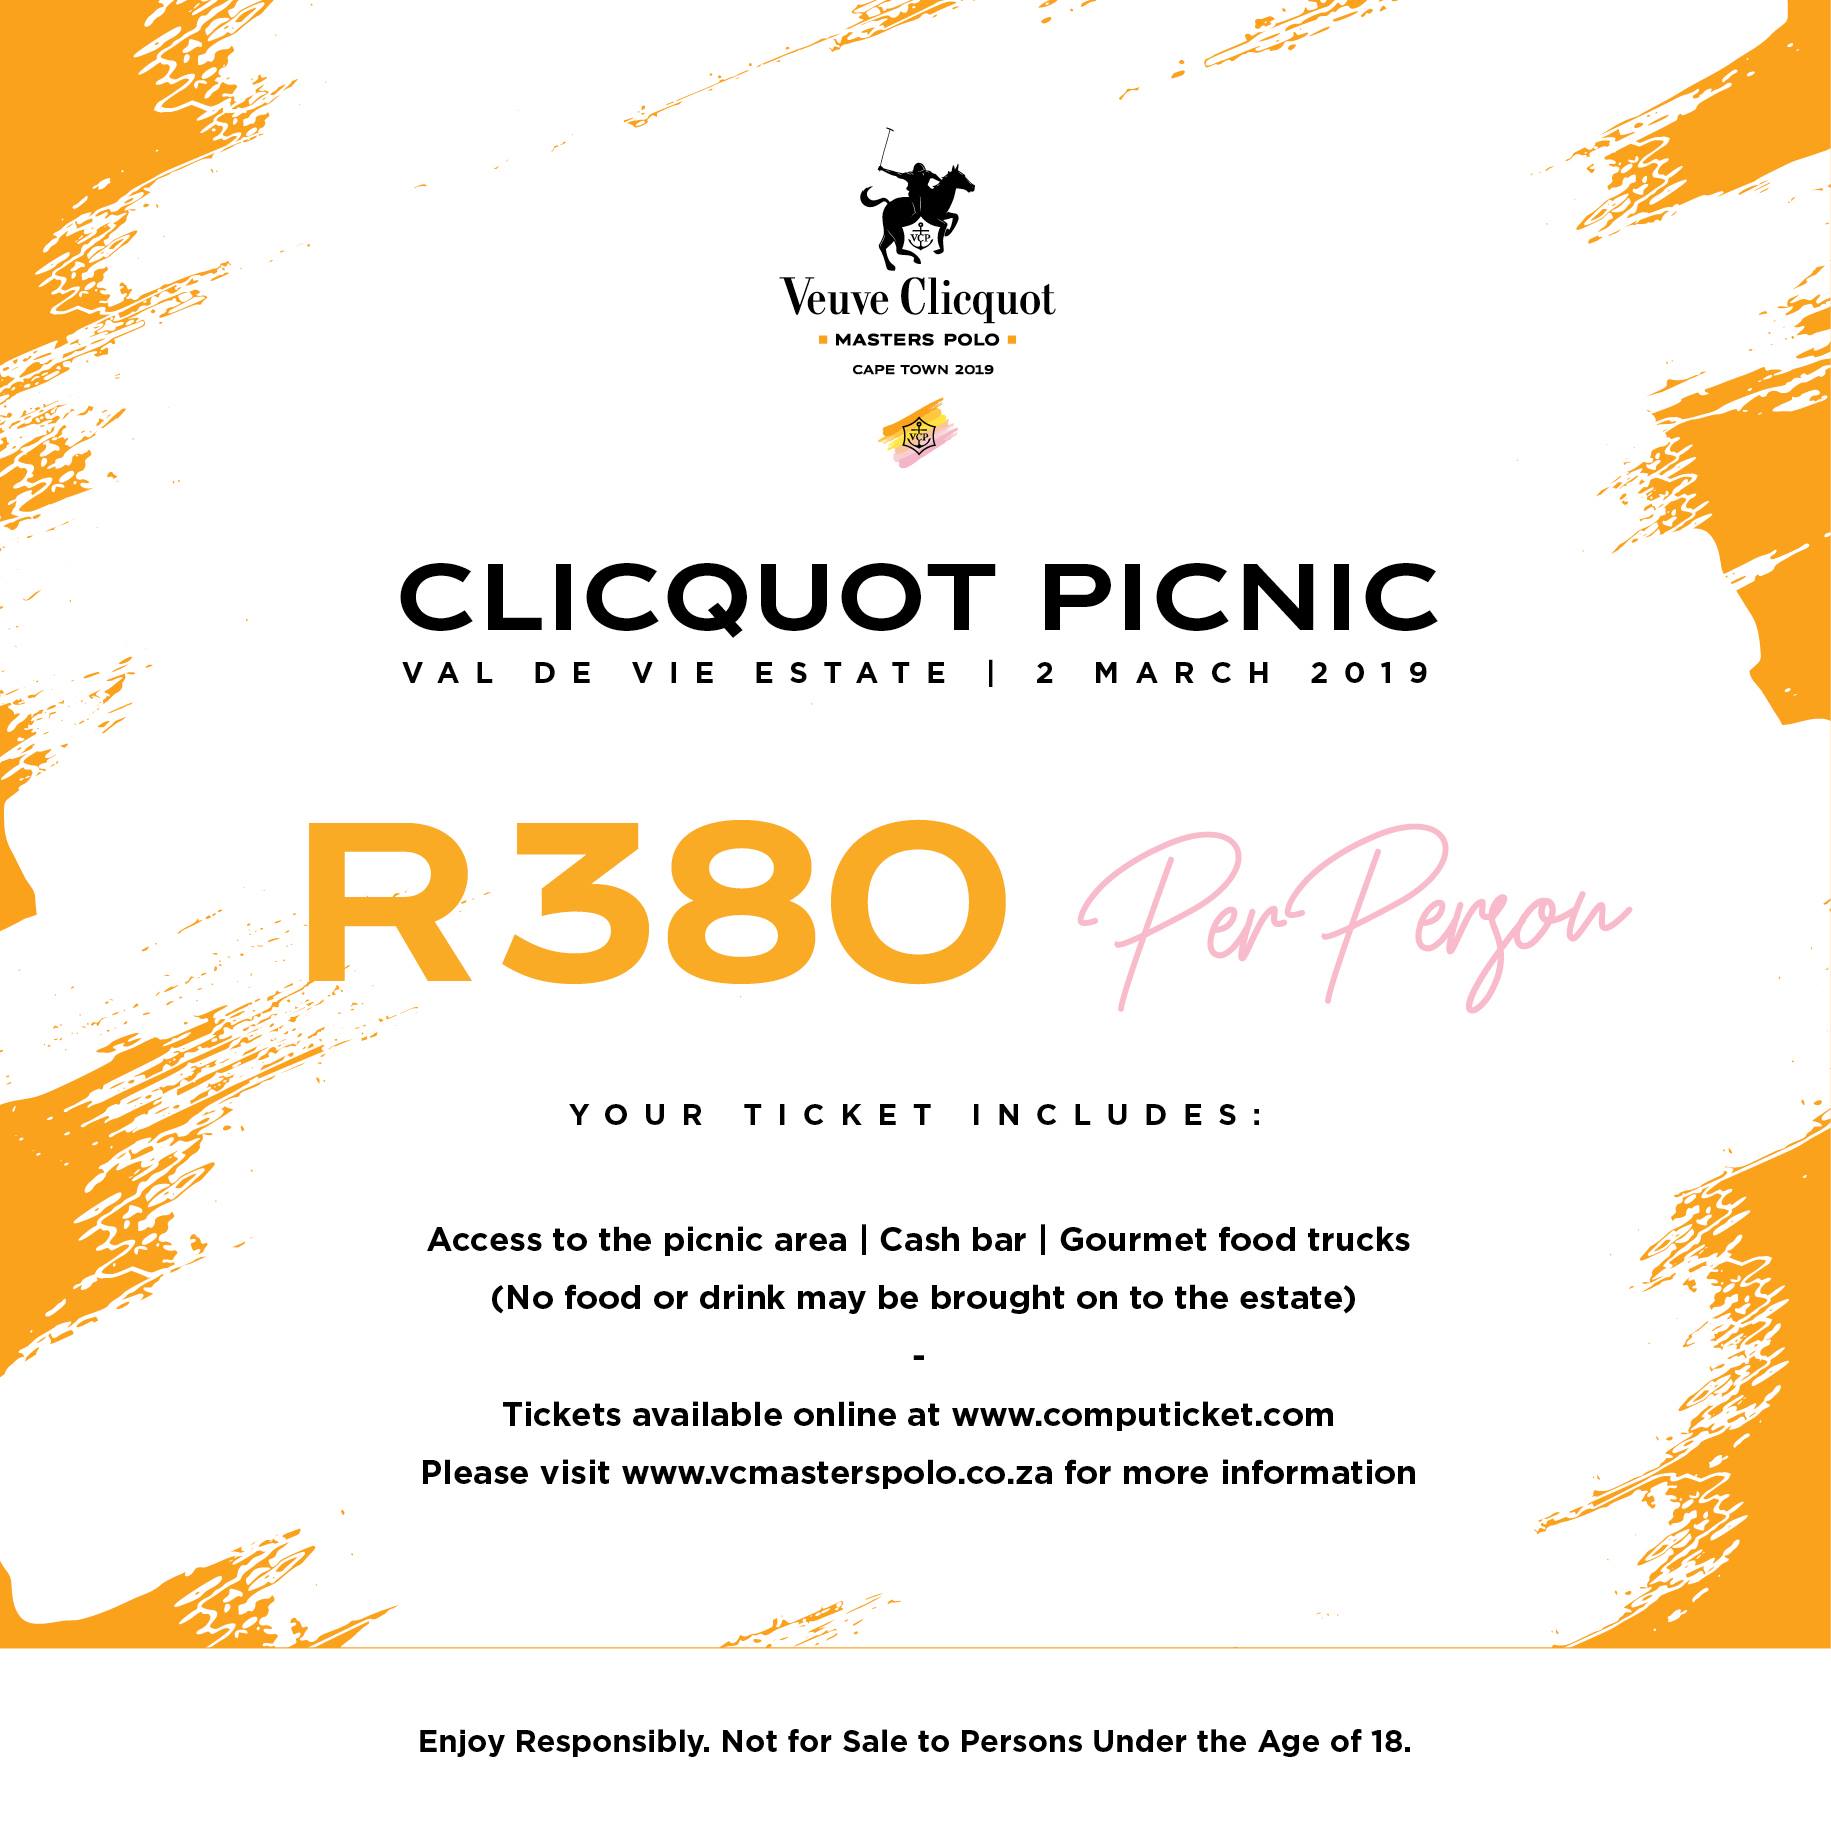 VCP
Veuve Clicquot
MASTERS POLO
CAPE TOWN 2019
VCP
CLICQUOT PICNIC
VAL DE VIE ESTATE | 2 MARCH 2019
R380 Per Person
YOUR TICKET INCLUDES:
Access to the picnic area | Cash bar | Gourmet food trucks
(No food or drink may be brought on to the estate)
-
Tickets available online at www.computicket.com
Please visit www.vcmasterspolo.co.za for more information
Enjoy Responsibly. Not for Sale to Persons Under the Age of 18.